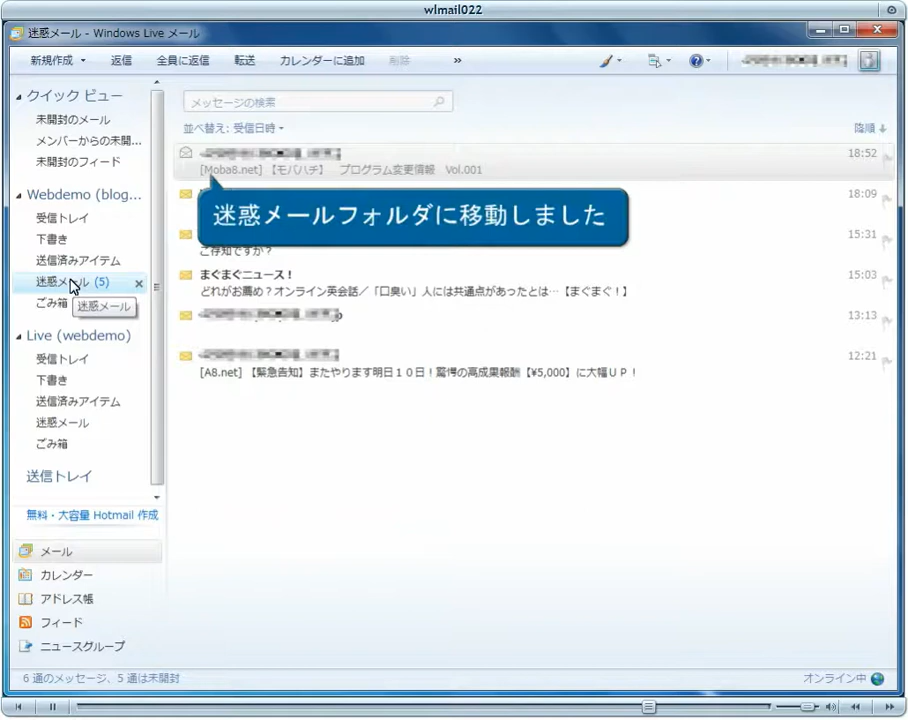 wlmail022
迷惑メール - Windows Live メール
新規作成 返信 全員に返信 転送 カレンダーに追加 削除 »
クイック ビュー
未開封のメール
メンバーからの未開...
未開封のフィード
Webdemo (blog...
受信トレイ
下書き
送信済みアイテム
迷惑メール (5)
ごみ箱
迷惑メール
Live (webdemo)
受信トレイ
下書き
送信済みアイテム
迷惑メール
ごみ箱
送信トレイ
無料・大容量 Hotmail 作成
メール
カレンダー
アドレス帳
フィード
ニュースグループ
メッセージの検索
並べ替え: 受信日時 降順
18:52
[Moba8.net] 【モバハチ】 プログラム変更情報 Vol.001
18:09
迷惑メールフォルダに移動しました
15:31
ご存知ですか?
まぐまぐニュース! 15:03
どれがお薦め?オンライン英会話/「口臭い」人には共通点があったとは…【まぐまぐ!】
13:13
12:21
[A8.net] 【緊急告知】またやります明日10日!驚愕の高成果報酬【¥5,000】に大幅UP!
6 通のメッセージ、5 通は未開封 オンライン中